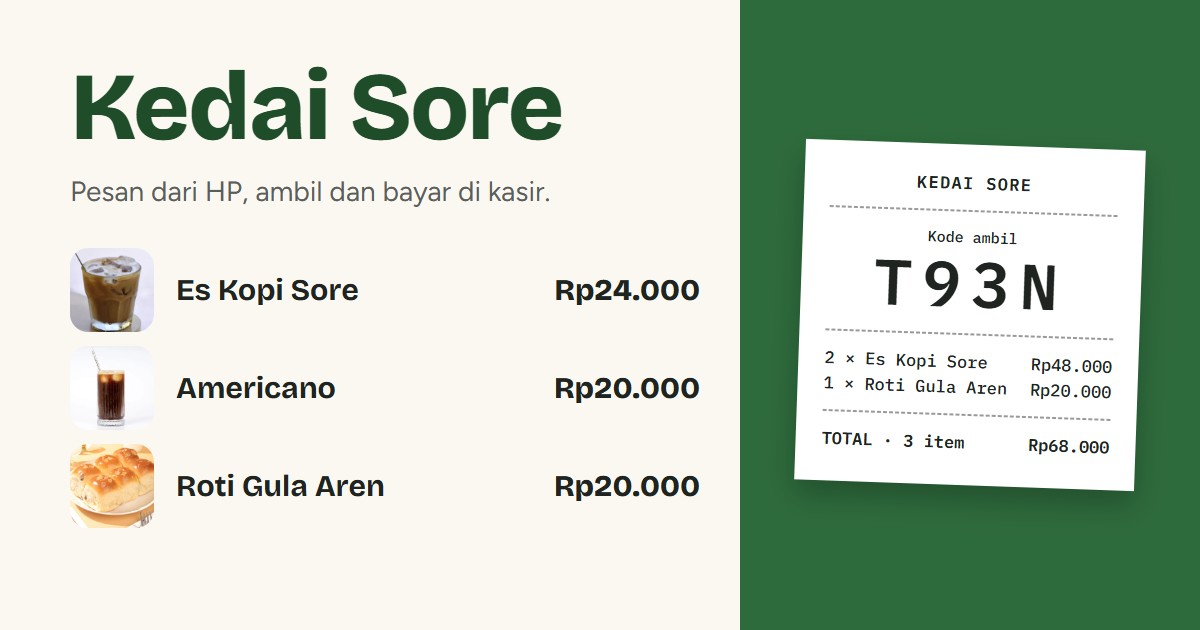 Kedai Sore
Pesan dari HP, ambil dan bayar di kasir.
Es Kopi Sore Rp24.000
Americano Rp20.000
Roti Gula Aren Rp20.000
KEDAI SORE
Kode ambil
T93N
2 × Es Kopi Sore Rp48.000
1 × Roti Gula Aren Rp20.000
TOTAL · 3 item Rp68.000